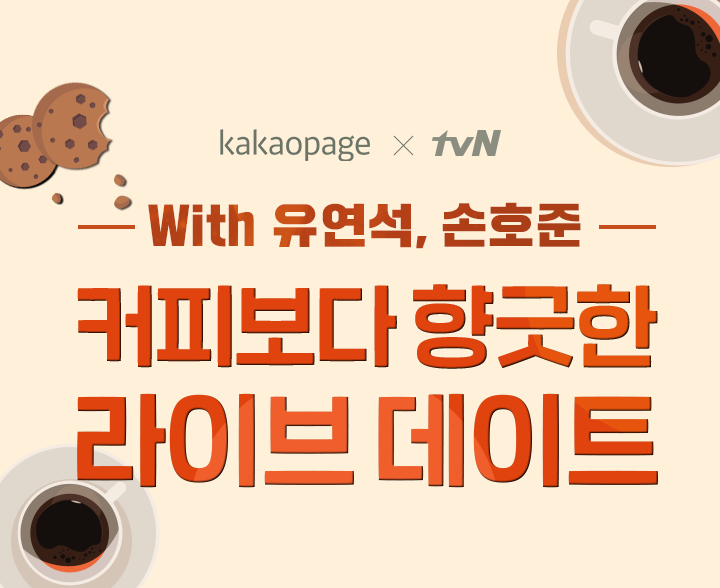 kakaopage × tvN
With 유연석, 손호준
커피보다 향긋한
라이브 데이트